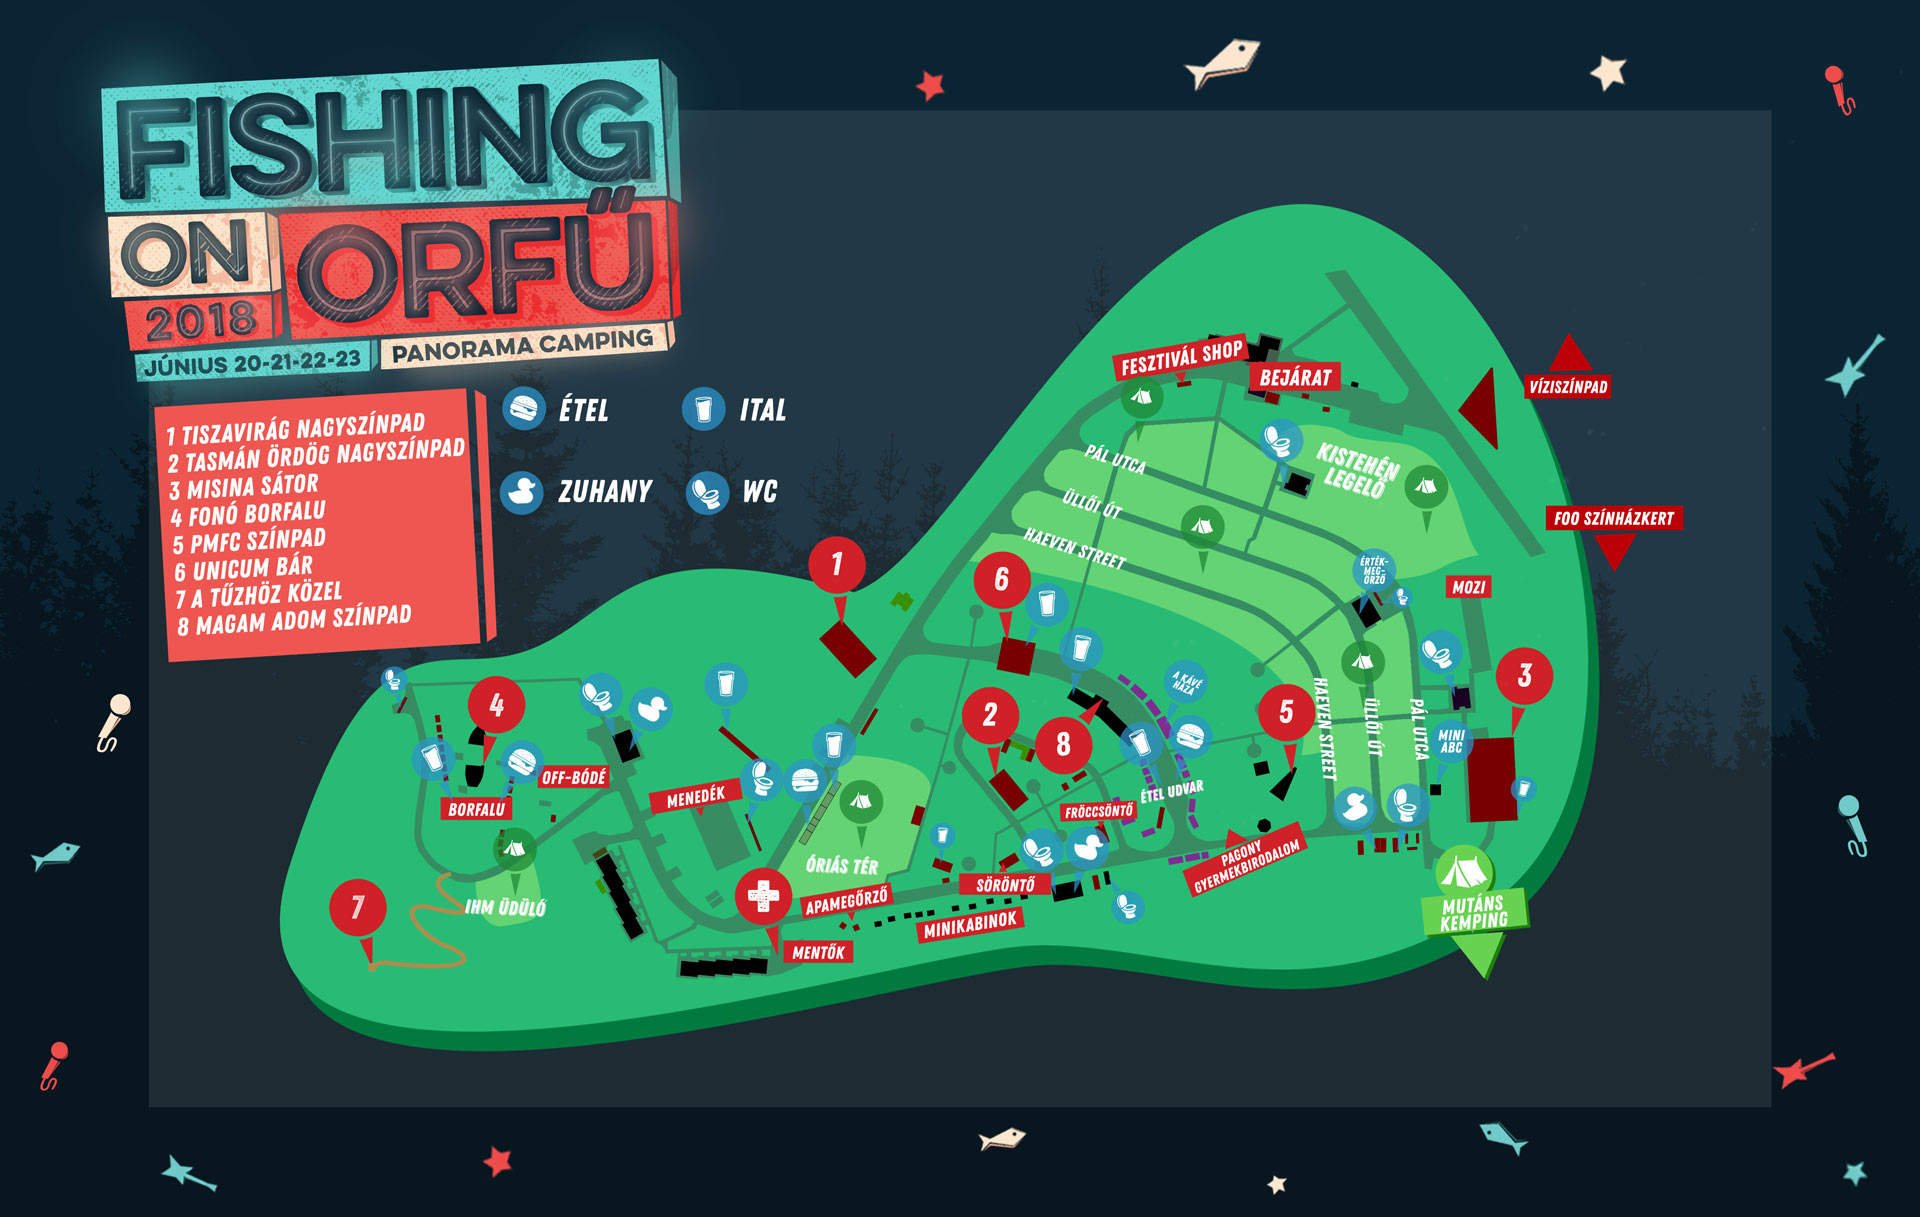 FISHING
ON ORFŰ
2018
JÚNIUS 20-21-22-23
PANORAMA CAMPING
1 TISZAVIRÁG NAGYSZÍNPAD
2 TASMÁN ÖRDÖG NAGYSZÍNPAD
3 MISINA SÁTOR
4 FONÓ BORFALU
5 PMFC SZÍNPAD
6 UNICUM BÁR
7 A TŰZHÖZ KÖZEL
8 MAGAM ADOM SZÍNPAD
ÉTEL
ITAL
ZUHANY
WC
FESZTIVÁL SHOP
BEJÁRAT
VÍZISZÍNPAD
FOO SZÍNHÁZKERT
KISTEHÉN
LEGELŐ
PÁL UTCA
ÜLLŐI ÚT
HAEVEN STREET
ÉRTÉK-
MEG-
ŐRZŐ
MOZI
1
6
2
8
5
3
4
7
A KÁVÉ
HÁZA
HAEVEN STREET
ÜLLŐI ÚT
PÁL UTCA
MINI
ABC
OFF-BÓDÉ
BORFALU
MENEDÉK
FRÖCCSÖNTŐ
ÉTEL UDVAR
PAGONY
GYERMEKBIRODALOM
ÓRIÁS TÉR
SÖRÖNTŐ
APAMEGŐRZŐ
MINIKABINOK
MENTŐK
IHM ÜDÜLŐ
MUTÁNS
KEMPING